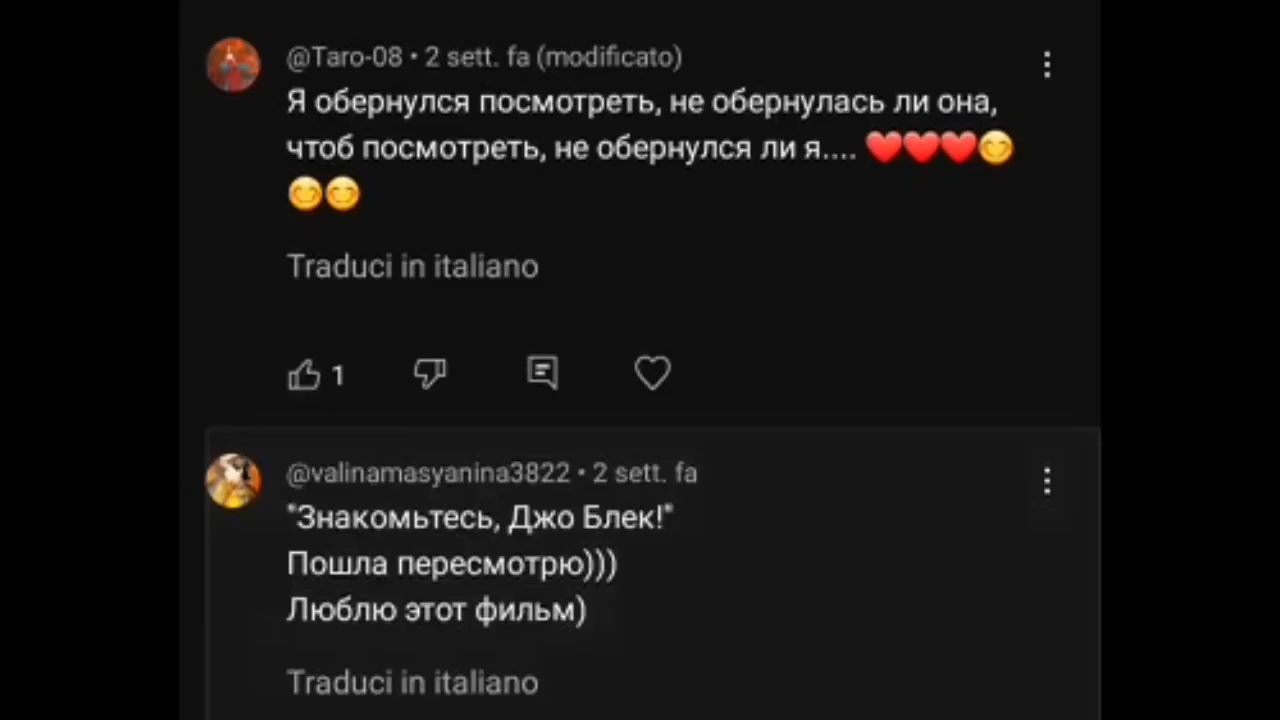 @Taro-08 • 2 sett. fa (modificato)
Я обернулся посмотреть, не обернулась ли она,
чтоб посмотреть, не обернулся ли я.... ❤️❤️❤️😊
😊😊
Traduci in italiano
1
@valinamasyanina3822 • 2 sett. fa
"Знакомьтесь, Джо Блек!"
Пошла пересмотрю)))
Люблю этот фильм)
Traduci in italiano